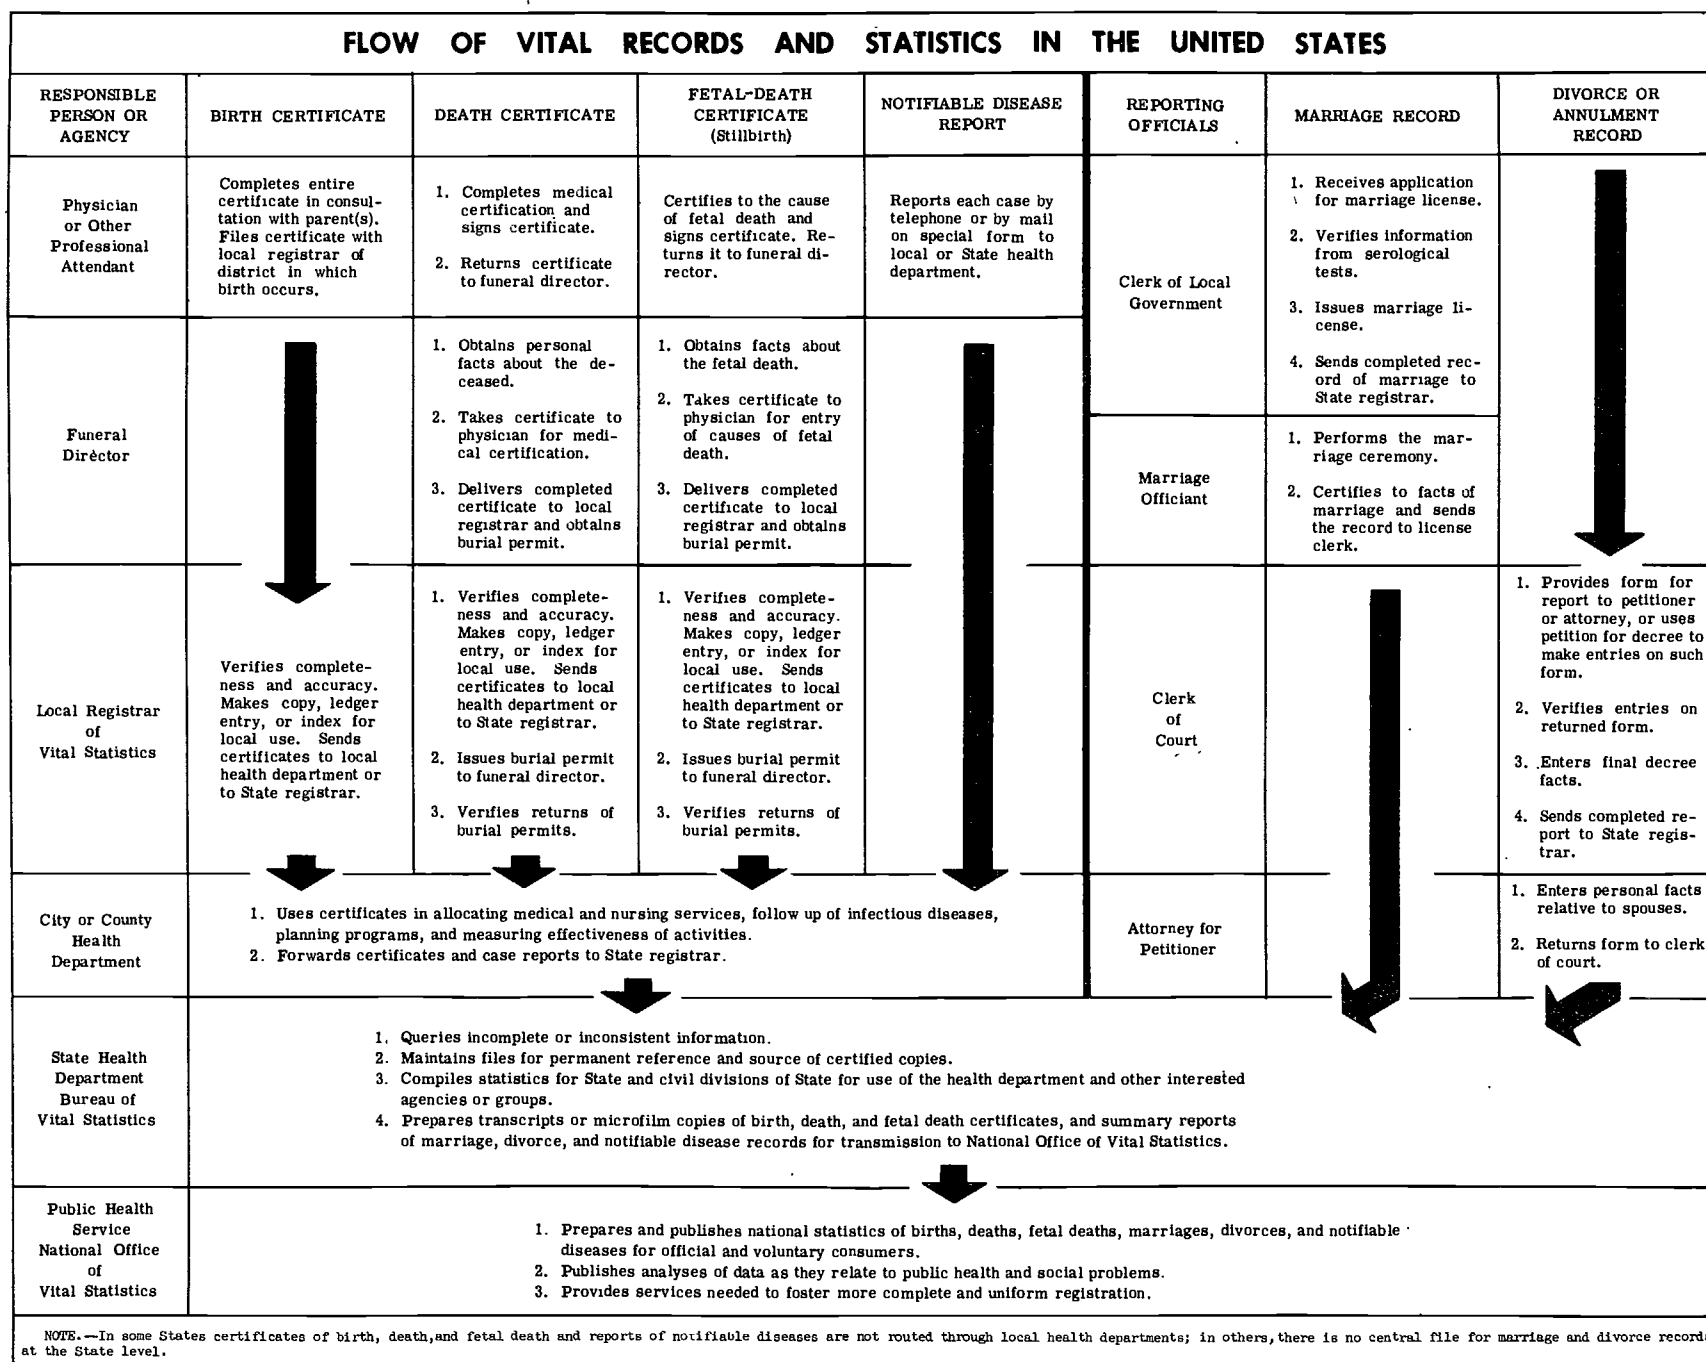 FLOW OF VITAL RECORDS AND STATISTICS IN THE UNITED STATES
RESPONSIBLE
PERSON OR
AGENCY
BIRTH CERTIFICATE
DEATH CERTIFICATE
FETAL-DEATH
CERTIFICATE
(Stillbirth)
NOTIFIABLE DISEASE
REPORT
REPORTING
OFFICIALS
MARRIAGE RECORD
DIVORCE OR
ANNULMENT
RECORD
Physician
or Other
Professional
Attendant
Completes entire
certificate in consul-
tation with parent(s).
Files certificate with
local registrar of
district in which
birth occurs.
1. Completes medical
certification and
signs certificate.
2. Returns certificate
to funeral director.
Certifies to the cause
of fetal death and
signs certificate. Re-
turns it to funeral di-
rector.
Reports each case by
telephone or by mail
on special form to
local or State health
department.
Clerk of Local
Government
1. Receives application
for marriage license.
2. Verifies information
from serological
tests.
3. Issues marriage li-
cense.
4. Sends completed rec-
ord of marriage to
State registrar.
Funeral
Director
1. Obtains personal
facts about the de-
ceased.
2. Takes certificate to
physician for medi-
cal certification.
3. Delivers completed
certificate to local
registrar and obtains
burial permit.
1. Obtains facts about
the fetal death.
2. Takes certificate to
physician for entry
of causes of fetal
death.
3. Delivers completed
certificate to local
registrar and obtains
burial permit.
Marriage
Officiant
1. Performs the mar-
riage ceremony.
2. Certifies to facts of
marriage and sends
the record to license
clerk.
Local Registrar
of
Vital Statistics
Verifies complete-
ness and accuracy.
Makes copy, ledger
entry, or index for
local use. Sends
certificates to local
health department or
to State registrar.
1. Verifies complete-
ness and accuracy.
Makes copy, ledger
entry, or index for
local use. Sends
certificates to local
health department or
to State registrar.
2. Issues burial permit
to funeral director.
3. Verifies returns of
burial permits.
1. Verifies complete-
ness and accuracy.
Makes copy, ledger
entry, or index for
local use. Sends
certificates to local
health department or
to State registrar.
2. Issues burial permit
to funeral director.
3. Verifies returns of
burial permits.
Clerk
of
Court
1. Provides form for
report to petitioner
or attorney, or uses
petition for decree to
make entries on such
form.
2. Verifies entries on
returned form.
3. Enters final decree
facts.
4. Sends completed re-
port to State regis-
trar.
City or County
Health
Department
1. Uses certificates in allocating medical and nursing services, follow up of infectious diseases,
planning programs, and measuring effectiveness of activities.
2. Forwards certificates and case reports to State registrar.
Attorney for
Petitioner
1. Enters personal facts
relative to spouses.
2. Returns form to clerk
of court.
State Health
Department
Bureau of
Vital Statistics
1. Queries incomplete or inconsistent information.
2. Maintains files for permanent reference and source of certified copies.
3. Compiles statistics for State and civil divisions of State for use of the health department and other interested
agencies or groups.
4. Prepares transcripts or microfilm copies of birth, death, and fetal death certificates, and summary reports
of marriage, divorce, and notifiable disease records for transmission to National Office of Vital Statistics.
Public Health
Service
National Office
of
Vital Statistics
1. Prepares and publishes national statistics of births, deaths, fetal deaths, marriages, divorces, and notifiable
diseases for official and voluntary consumers.
2. Publishes analyses of data as they relate to public health and social problems.
3. Provides services needed to foster more complete and uniform registration.
NOTE.—In some States certificates of birth, death, and fetal death and reports of notifiable diseases are not routed through local health departments; in others, there is no central file for marriage and divorce records
at the State level.